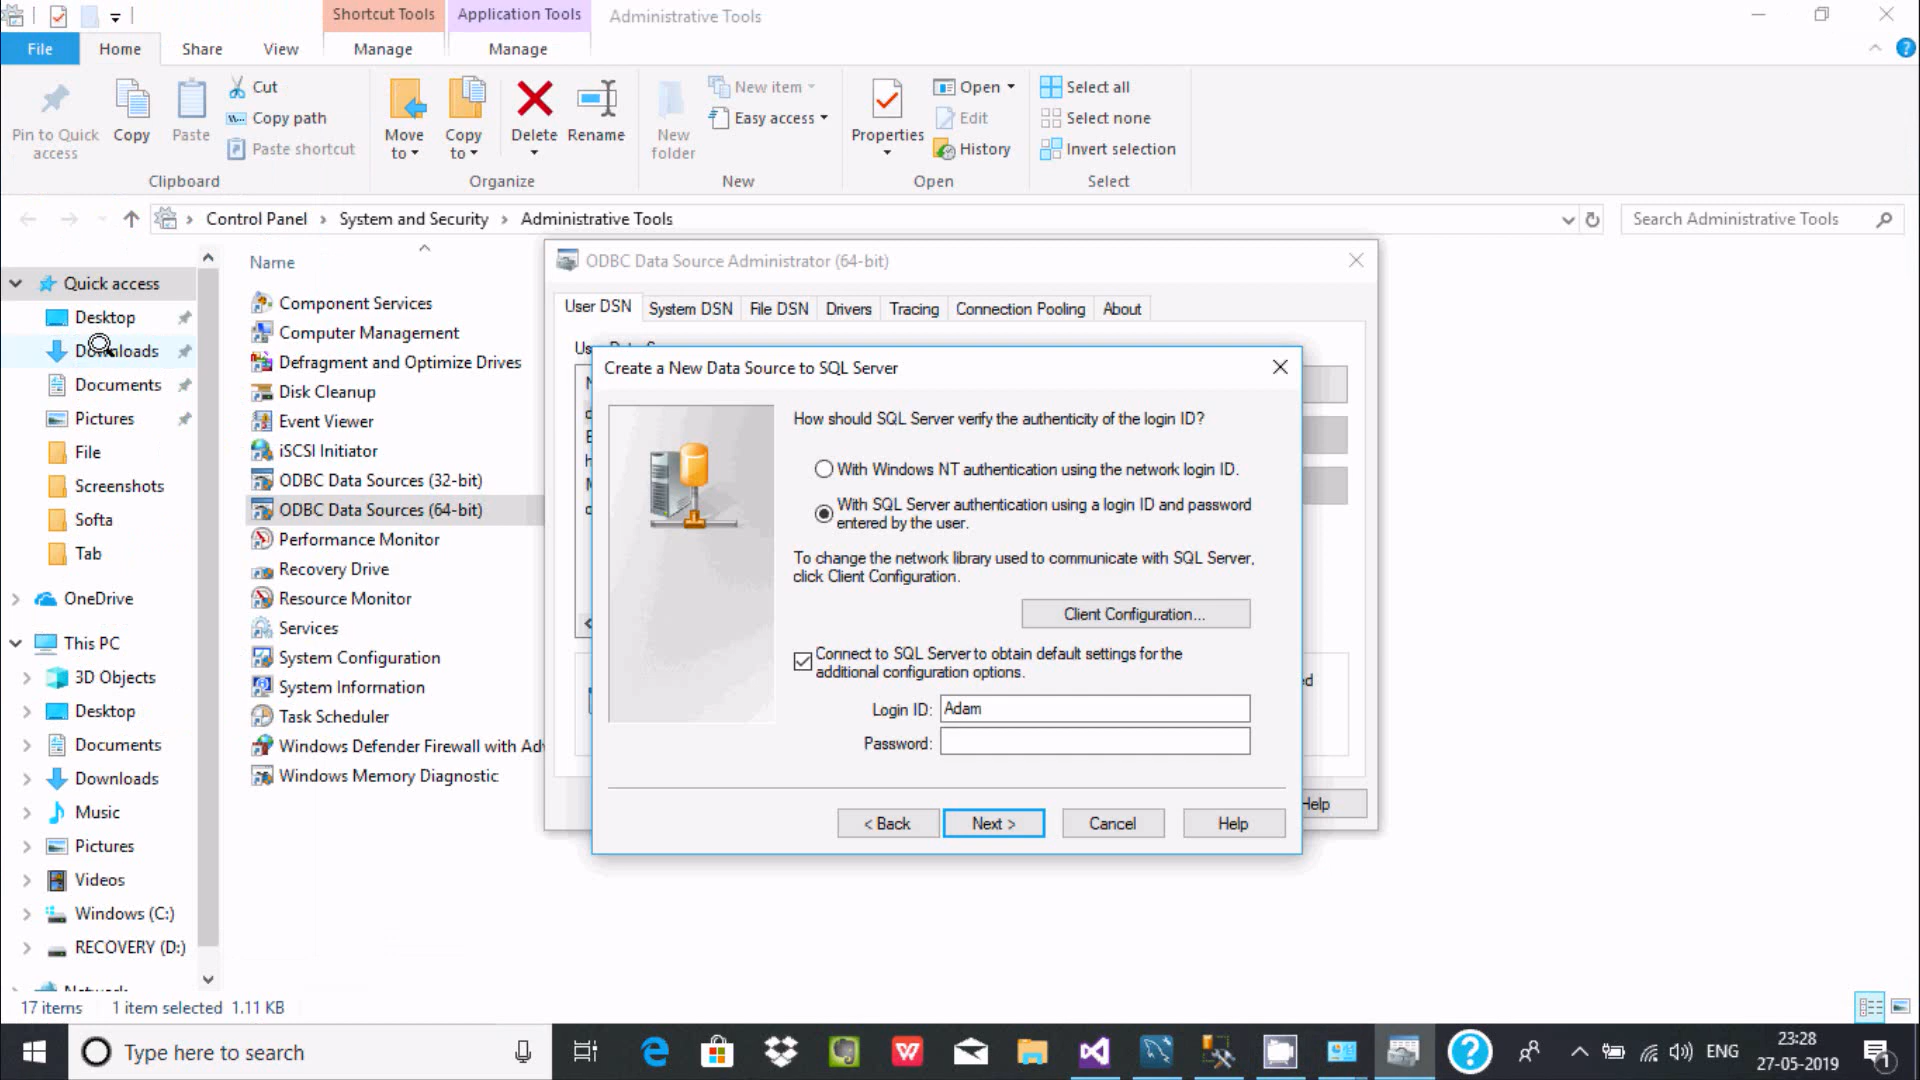 Shortcut Tools
Application Tools
Administrative Tools
File
Home
Share
View
Manage
Manage
Pin to Quick access
Copy
Paste
Cut
Copy path
Paste shortcut
Clipboard
Move to
Copy to
Delete
Rename
Organize
New folder
New item
Easy access
New
Properties
Open
Edit
History
Open
Select all
Select none
Invert selection
Select
Control Panel > System and Security > Administrative Tools
Search Administrative Tools
Quick access
Desktop
Downloads
Documents
Pictures
File
Screenshots
Softa
Tab
OneDrive
This PC
3D Objects
Desktop
Documents
Downloads
Music
Pictures
Videos
Windows (C:)
RECOVERY (D:)
Name
Component Services
Computer Management
Defragment and Optimize Drives
Disk Cleanup
Event Viewer
iSCSI Initiator
ODBC Data Sources (32-bit)
ODBC Data Sources (64-bit)
Performance Monitor
Recovery Drive
Resource Monitor
Services
System Configuration
System Information
Task Scheduler
Windows Defender Firewall with Adv
Windows Memory Diagnostic
ODBC Data Source Administrator (64-bit)
User DSN
System DSN
File DSN
Drivers
Tracing
Connection Pooling
About
Create a New Data Source to SQL Server
How should SQL Server verify the authenticity of the login ID?
With Windows NT authentication using the network login ID.
With SQL Server authentication using a login ID and password
entered by the user.
To change the network library used to communicate with SQL Server,
click Client Configuration.
Client Configuration...
Connect to SQL Server to obtain default settings for the
additional configuration options.
Login ID: Adam
Password:
< Back
Next >
Cancel
Help
Help
17 items
1 item selected 1.11 KB
Type here to search
ENG
23:28
27-05-2019
1